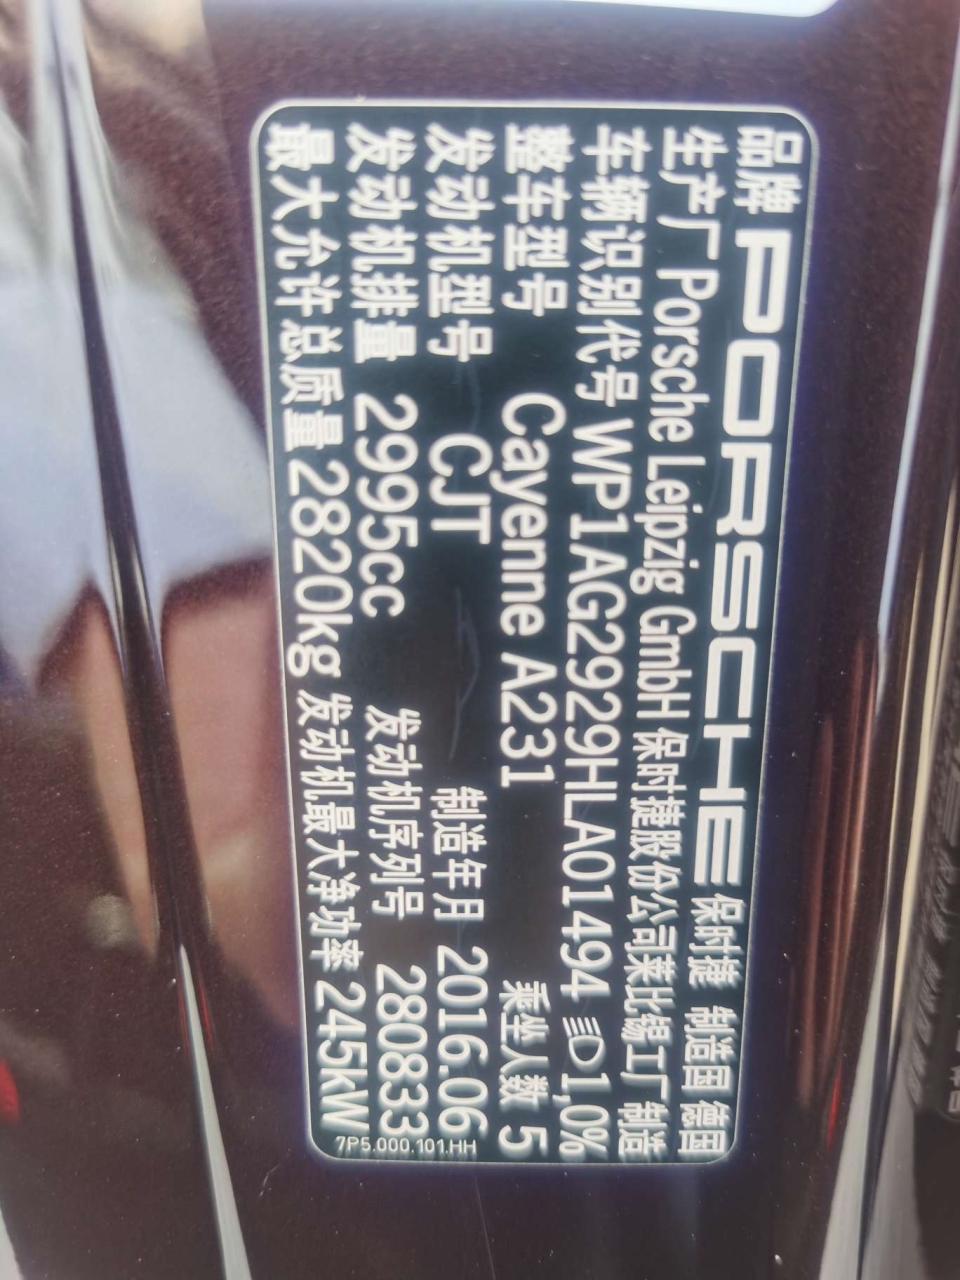 品牌 PORSCHE 保时捷 制造国 德国
生产厂 Porsche Leipzig GmbH 保时捷股份公司莱比锡工厂制造
车辆识别代号 WP1AG2929HLA01494 1,0%
整车型号 Cayenne A231 乘坐人数 5
发动机型号 CJT 制造年月 2016.06
发动机排量 2995cc 发动机序列号 280833
最大允许总质量 2820kg 发动机最大净功率 245kW
7P5.000.101.HH